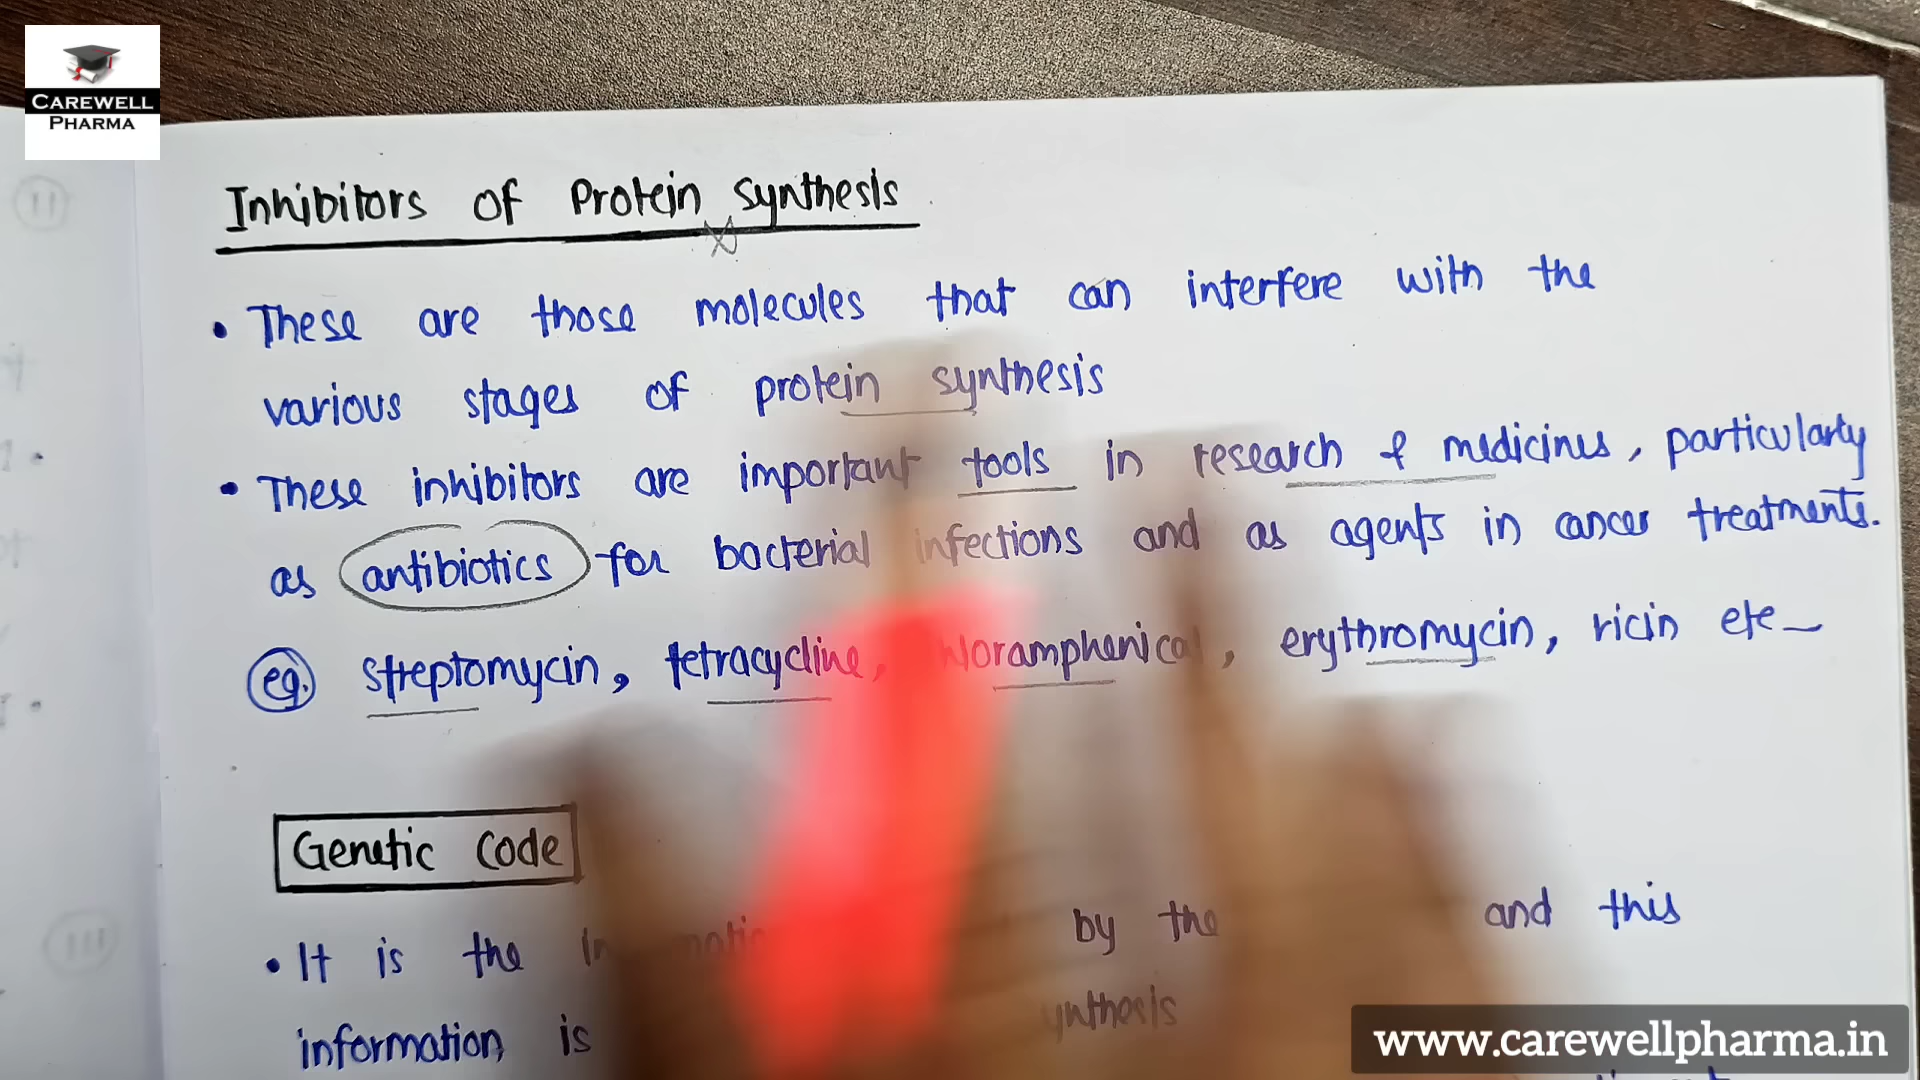 CAREWELL
PHARMA
Inhibitors of Protein Synthesis
• These are those molecules that can interfere with the
various stages of protein synthesis
• These inhibitors are important tools in research & medicines, particularly
as antibiotics for bacterial infections and as agents in cancer treatments.
eg. streptomycin, tetracycline, chloramphenical, erythromycin, ricin etc
Genetic Code
• It is the by the and this
information is synthesis
www.carewellpharma.in